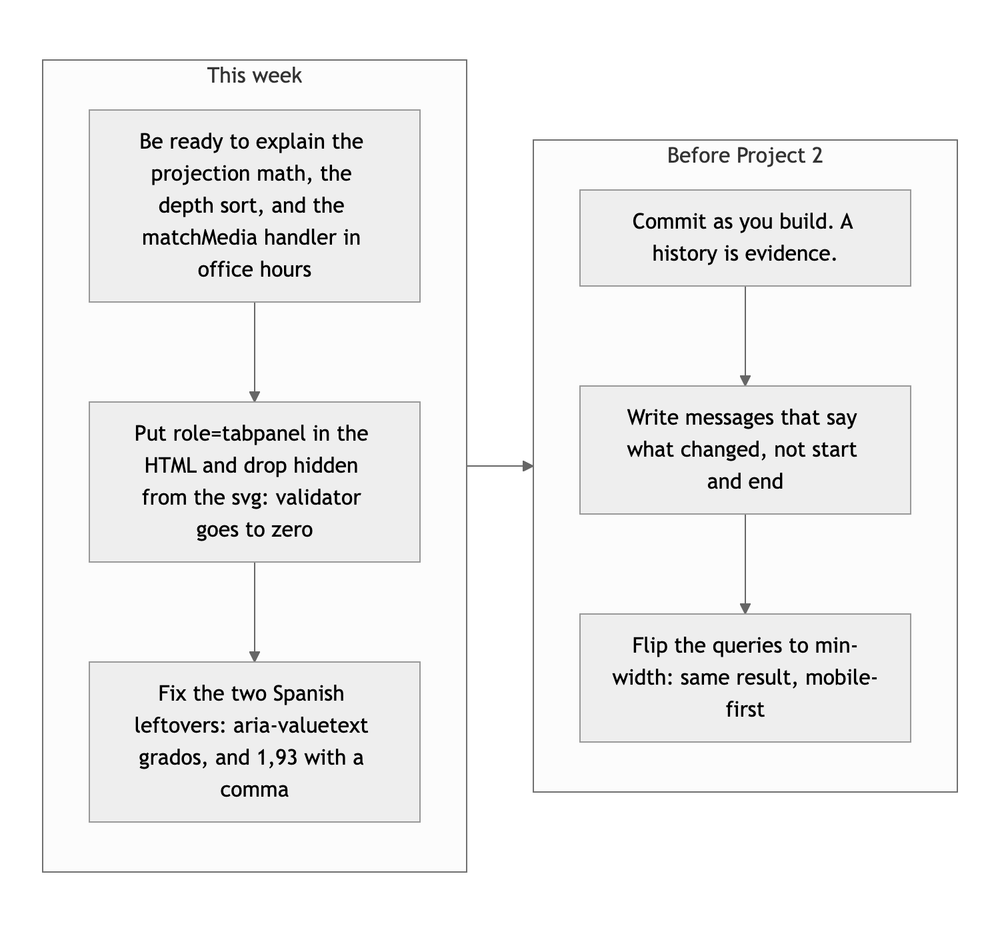 This week
Be ready to explain the
projection math, the
depth sort, and the
matchMedia handler in
office hours
Put role=tabpanel in the
HTML and drop hidden
from the svg: validator
goes to zero
Fix the two Spanish
leftovers: aria-valuetext
grados, and 1,93 with a
comma
Before Project 2
Commit as you build. A
history is evidence.
Write messages that say
what changed, not start
and end
Flip the queries to min-
width: same result, mobile-
first